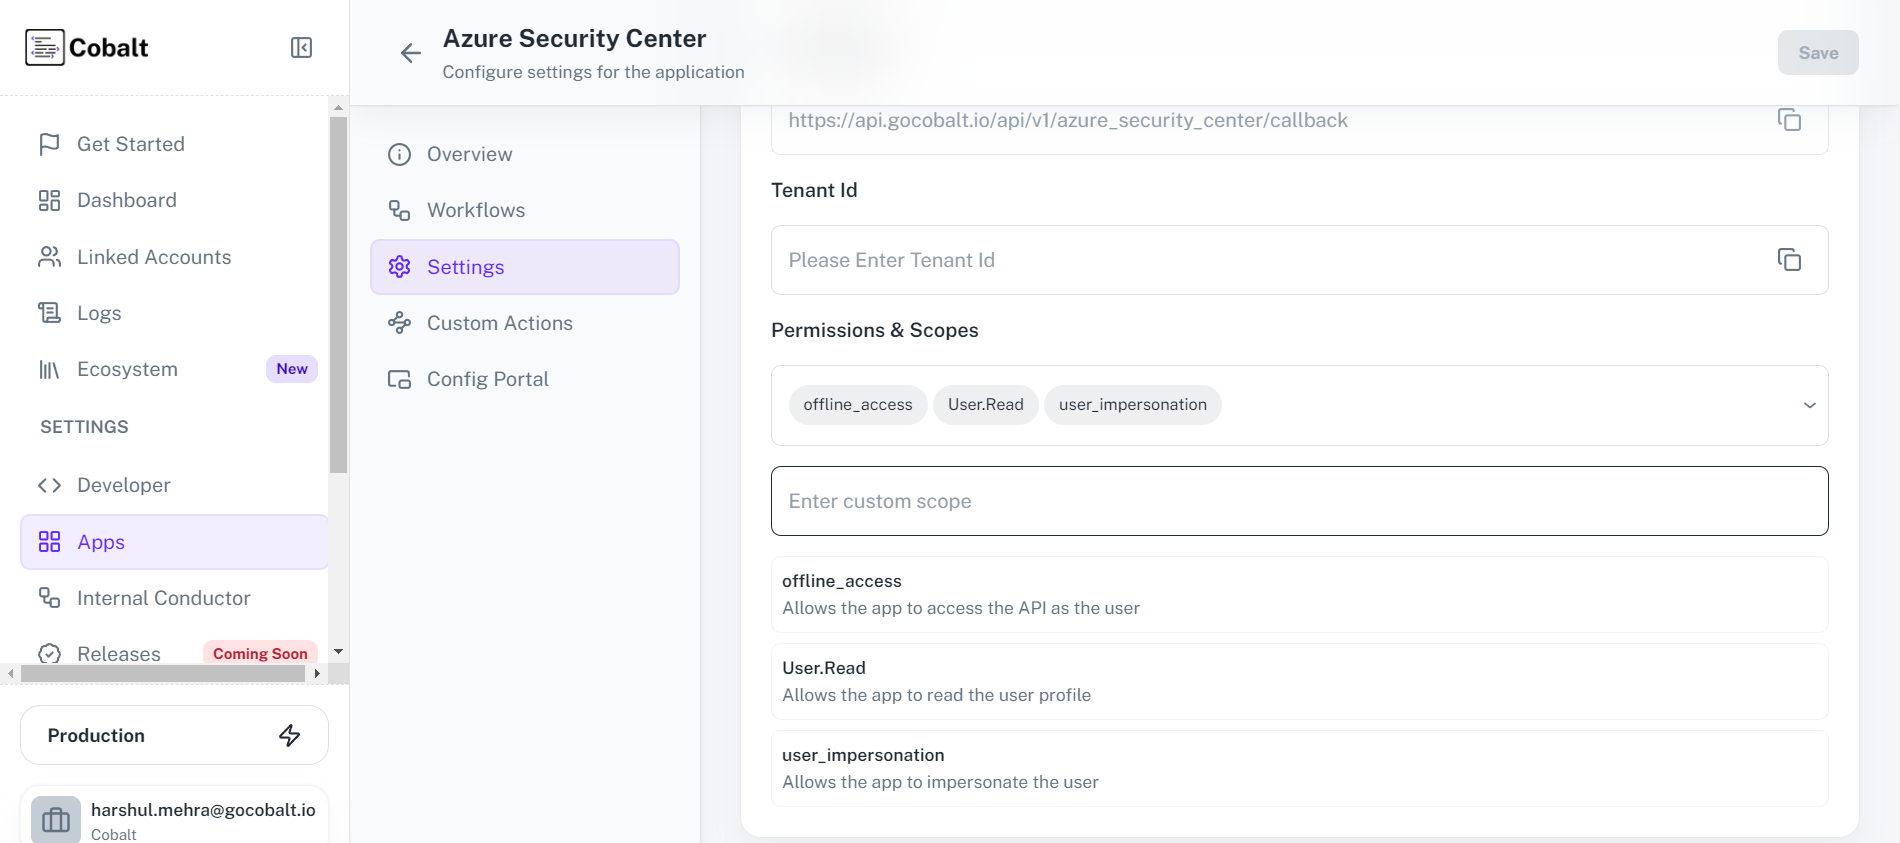 Cobalt
Get Started
Dashboard
Linked Accounts
Logs
Ecosystem New
SETTINGS
Developer
Apps
Internal Conductor
Releases Coming Soon
Production
harshul.mehra@gocobalt.io
Cobalt
Azure Security Center
Configure settings for the application
Save
Overview
Workflows
Settings
Custom Actions
Config Portal
https://api.gocobalt.io/api/v1/azure_security_center/callback
Tenant Id
Please Enter Tenant Id
Permissions & Scopes
offline_access User.Read user_impersonation
Enter custom scope
offline_access
Allows the app to access the API as the user
User.Read
Allows the app to read the user profile
user_impersonation
Allows the app to impersonate the user